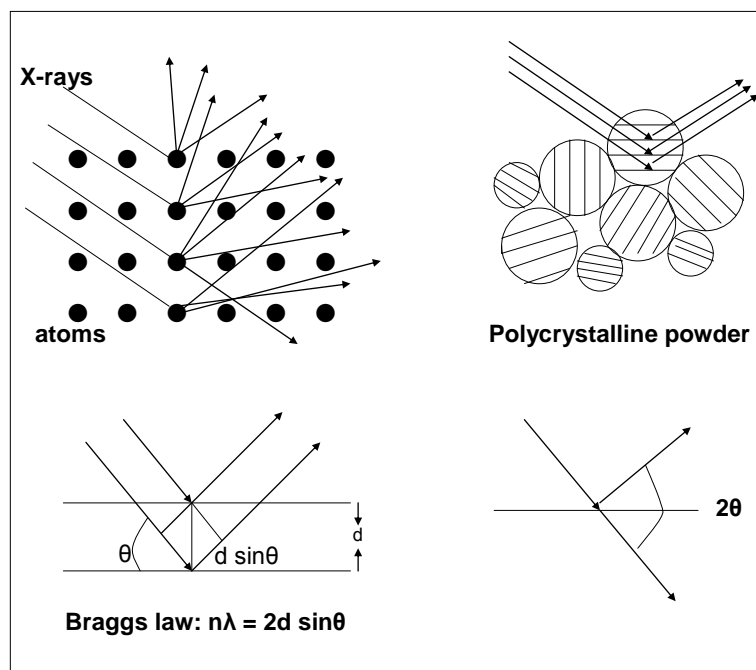 X-rays
atoms
Polycrystalline powder
θ
d sinθ
d
2θ
Braggs law: nλ = 2d sinθ